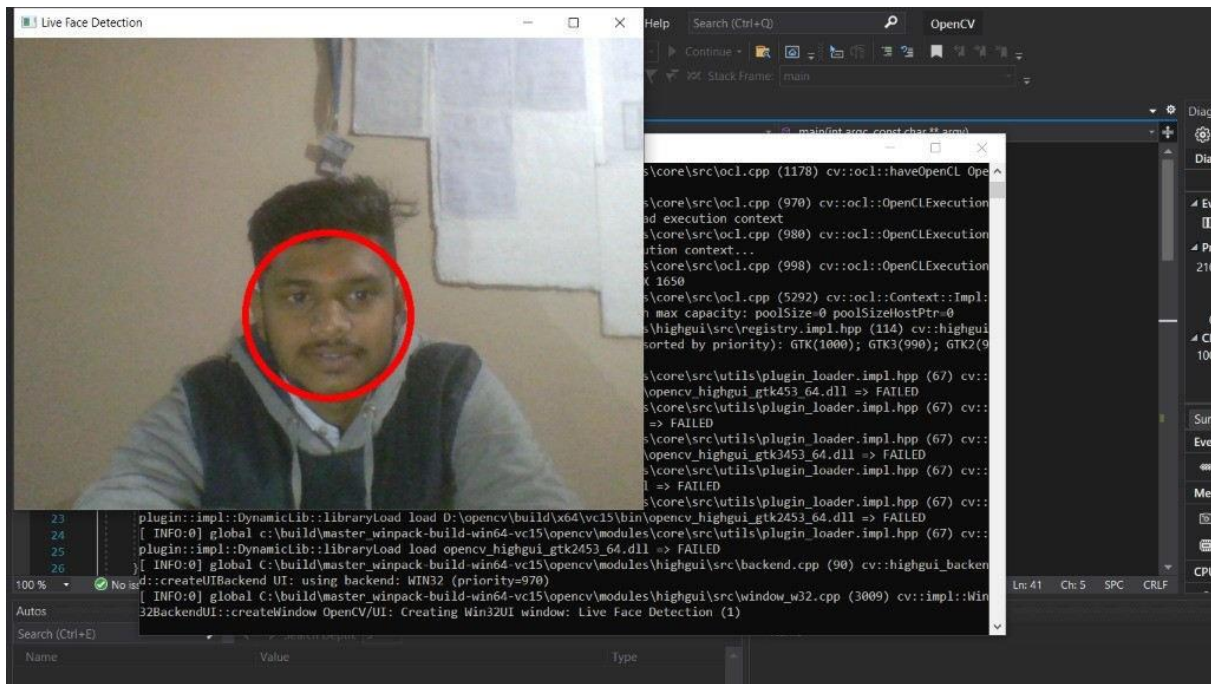 Live Face Detection
Help Search (Ctrl+Q) OpenCV
Continue
Stack Frame: main
Diag
main(int argc, const char ** argv)
s\core\src\ocl.cpp (1178) cv::ocl::haveOpenCL Ope
s\core\src\ocl.cpp (970) cv::ocl::OpenCLExecution
ad execution context
s\core\src\ocl.cpp (980) cv::ocl::OpenCLExecution
ution context...
s\core\src\ocl.cpp (998) cv::ocl::OpenCLExecution
X 1650
s\core\src\ocl.cpp (5292) cv::ocl::Context::Impl:
h max capacity: poolSize=0 poolSizeHostPtr=0
s\highgui\src\registry.impl.hpp (114) cv::highgui
sorted by priority): GTK(1000); GTK3(990); GTK2(9
s\core\src\utils\plugin_loader.impl.hpp (67) cv::
\opencv_highgui_gtk453_64.dll => FAILED
s\core\src\utils\plugin_loader.impl.hpp (67) cv::
=> FAILED
s\core\src\utils\plugin_loader.impl.hpp (67) cv::
\opencv_highgui_gtk3453_64.dll => FAILED
s\core\src\utils\plugin_loader.impl.hpp (67) cv::
l => FAILED
s\core\src\utils\plugin_loader.impl.hpp (67) cv::
plugin::impl::DynamicLib::libraryLoad load D:\opencv\build\x64\vc15\bin\opencv_highgui_gtk2453_64.dll => FAILED
[ INFO:0] global c:\build\master_winpack-build-win64-vc15\opencv\modules\core\src\utils\plugin_loader.impl.hpp (67) cv::
plugin::impl::DynamicLib::libraryLoad load opencv_highgui_gtk2453_64.dll => FAILED
[ INFO:0] global C:\build\master_winpack-build-win64-vc15\opencv\modules\highgui\src\backend.cpp (90) cv::highgui_backen
d::createUIBackend UI: using backend: WIN32 (priority=970)
[ INFO:0] global c:\build\master_winpack-build-win64-vc15\opencv\modules\highgui\src\window_w32.cpp (3009) cv::impl::Win
32BackendUI::createWindow OpenCV/UI: Creating Win32UI window: Live Face Detection (1)
23
24
25
26 }
100 % No is
Ln: 41 Ch: 5 SPC CRLF
Autos
Search (Ctrl+E) Search Depth: 3
Name Value Type
Dia
Ev
Pr
210
CP
100
Sum
Eve
Me
CPU